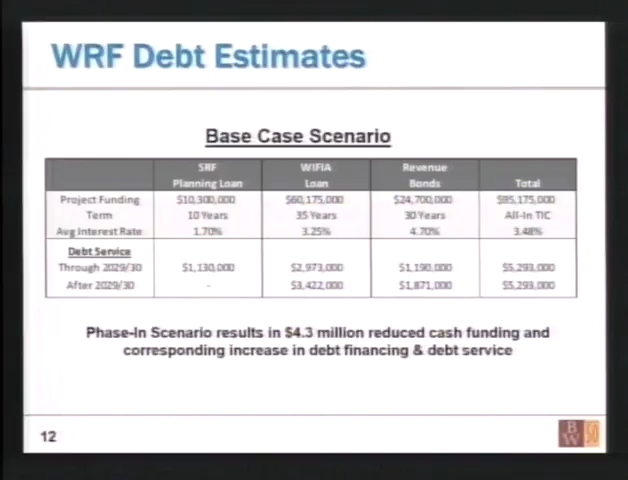 WRF Debt Estimates
Base Case Scenario
SRF Planning Loan WIFIA Loan Revenue Bonds Total
Project Funding $10,300,000 $60,175,000 $24,700,000 $95,175,000
Term 10 Years 35 Years 30 Years All-In TIC
Avg Interest Rate 1.70% 3.25% 4.70% 3.48%
Debt Service
Through 2029/30 $1,130,000 $2,973,000 $1,190,000 $5,293,000
After 2029/30 - $3,422,000 $1,871,000 $5,293,000
Phase-In Scenario results in $4.3 million reduced cash funding and
corresponding increase in debt financing & debt service
12
B
W 50